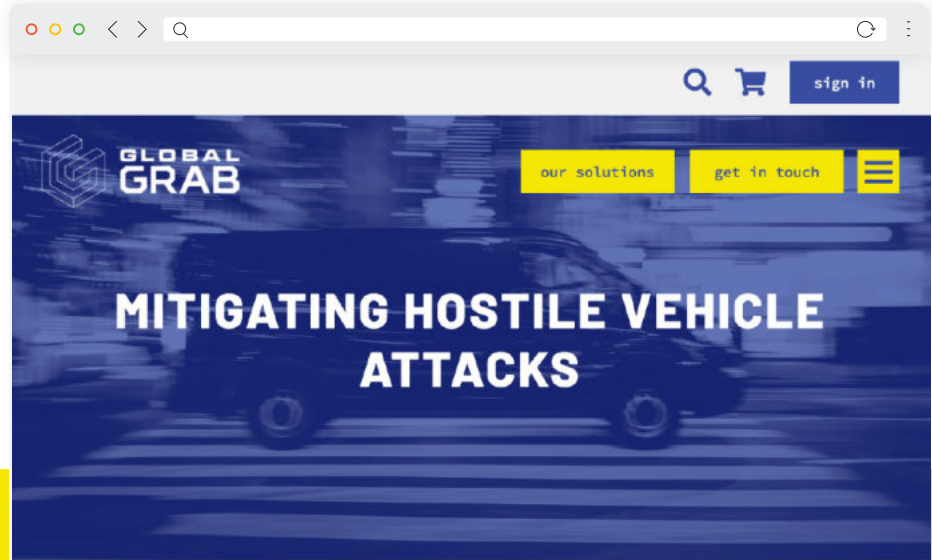 sign in
GLOBAL
GRAB
our solutions
get in touch
MITIGATING HOSTILE VEHICLE
ATTACKS